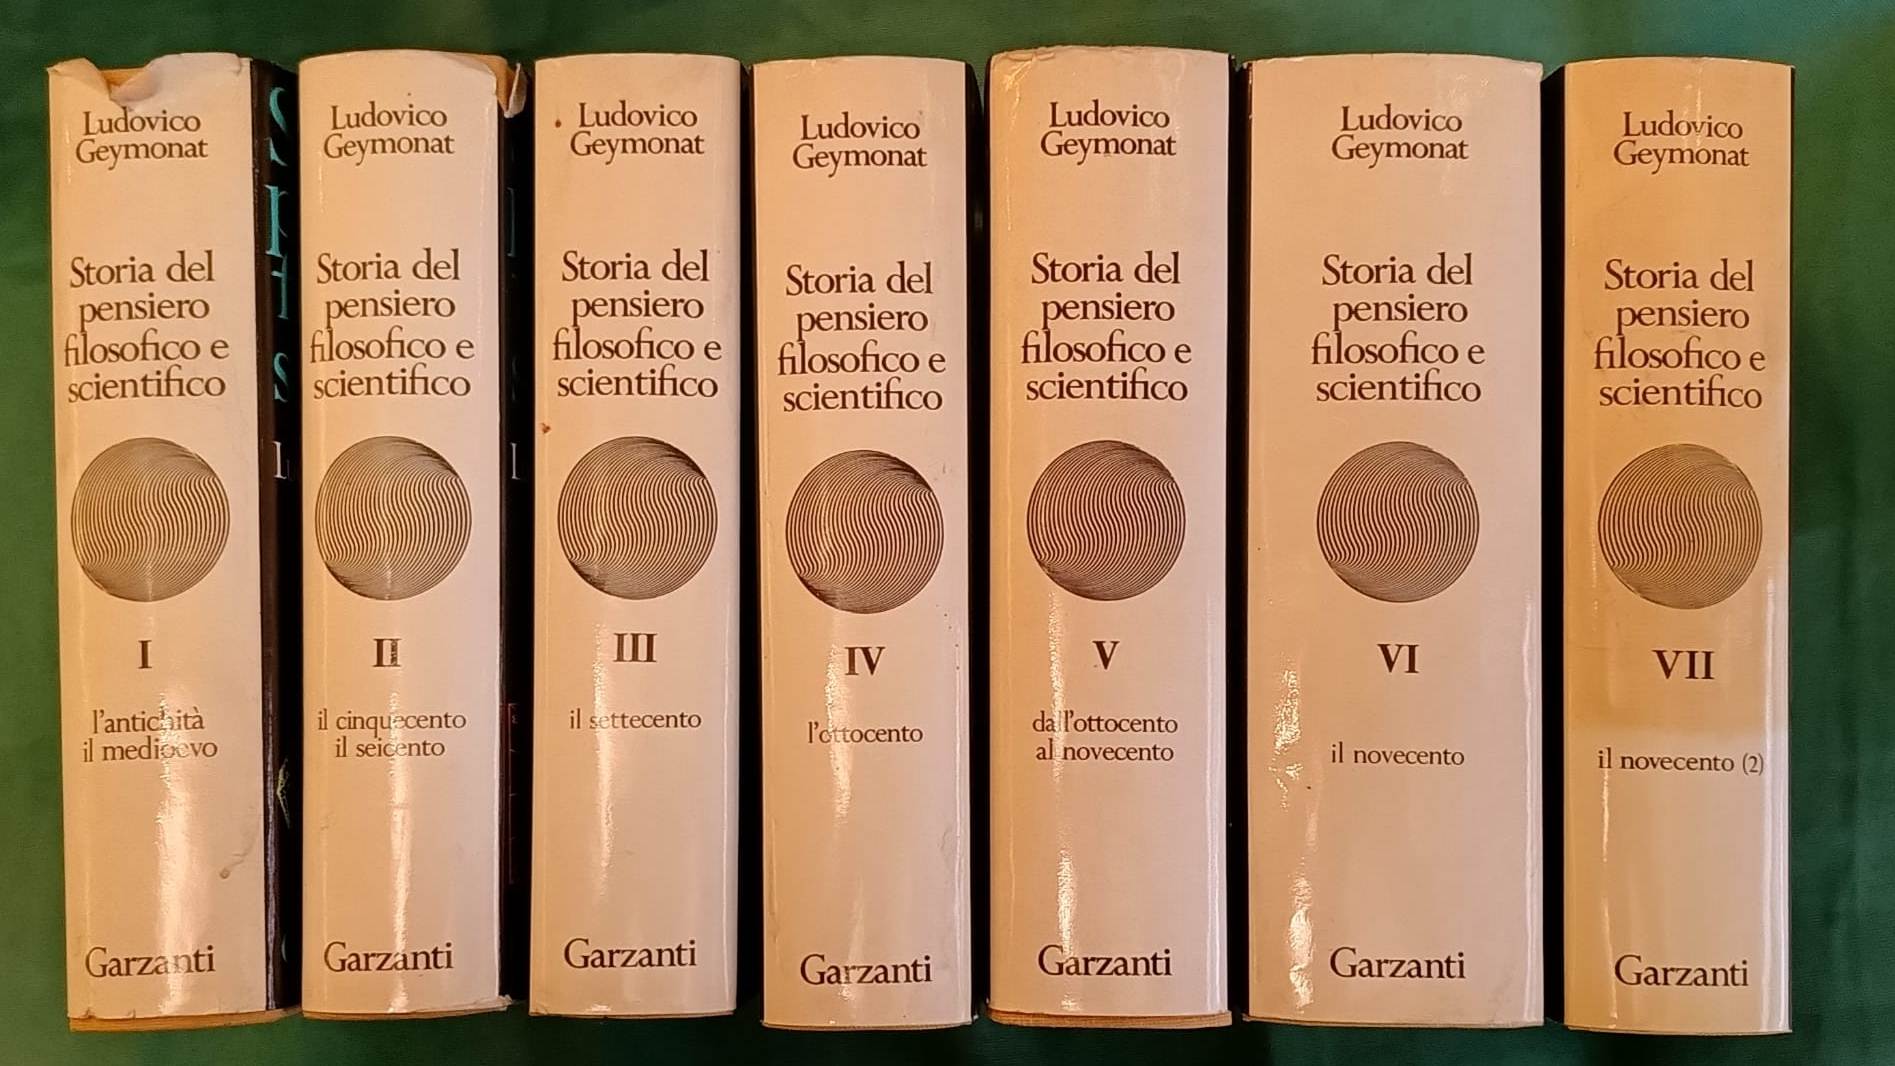 Ludovico
Geymonat
Storia del
pensiero
filosofico e
scientifico
I
l'antichità
il medioevo
Garzanti
Ludovico
Geymonat
Storia del
pensiero
filosofico e
scientifico
II
il cinquecento
il seicento
Garzanti
Ludovico
Geymonat
Storia del
pensiero
filosofico e
scientifico
III
il settecento
Garzanti
Ludovico
Geymonat
Storia del
pensiero
filosofico e
scientifico
IV
l'ottocento
Garzanti
Ludovico
Geymonat
Storia del
pensiero
filosofico e
scientifico
V
dall'ottocento
al novecento
Garzanti
Ludovico
Geymonat
Storia del
pensiero
filosofico e
scientifico
VI
il novecento
Garzanti
Ludovico
Geymonat
Storia del
pensiero
filosofico e
scientifico
VII
il novecento (2)
Garzanti